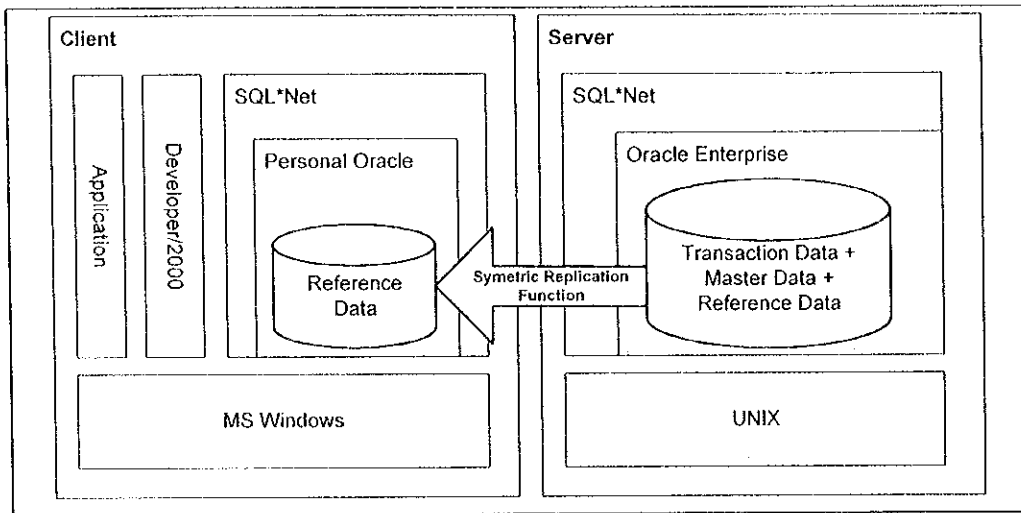 Client
Application
Developer/2000
SQL*Net
Personal Oracle
Reference
Data
MS Windows
Symetric Replication
Function
Server
SQL*Net
Oracle Enterprise
Transaction Data +
Master Data +
Reference Data
UNIX